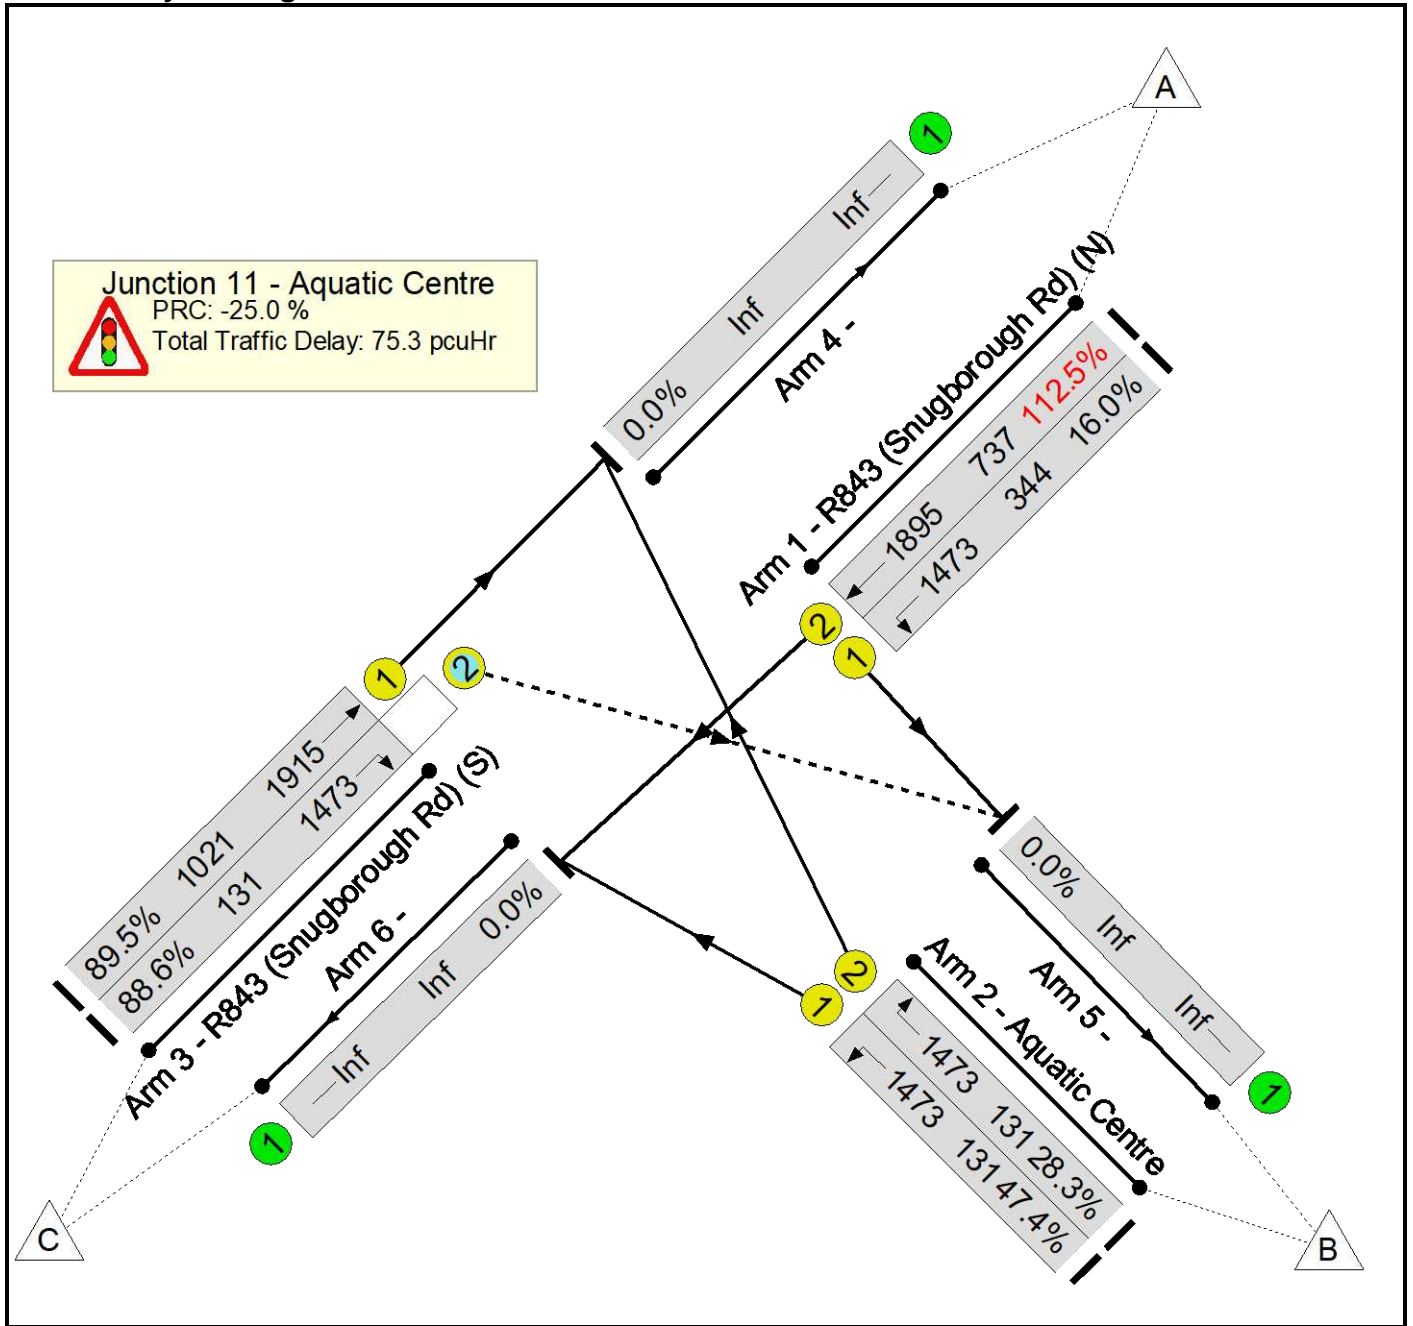 A
1
Inf
Inf
0.0%
Arm 4 -
Junction 11 - Aquatic Centre
PRC: -25.0 %
Total Traffic Delay: 75.3 pcuHr
Arm 1 - R843 (Snugborough Rd) (N)
1895 737 112.5%
1473 344 16.0%
2
1
1
2
89.5% 1021 1915
88.6% 131 1473
Arm 3 - R843 (Snugborough Rd) (S)
Arm 6 -
Inf Inf 0.0%
1
0.0% Inf Inf
Arm 5 -
1
Arm 2 - Aquatic Centre
2
1
1473 131 28.3%
1473 131 47.4%
C
B